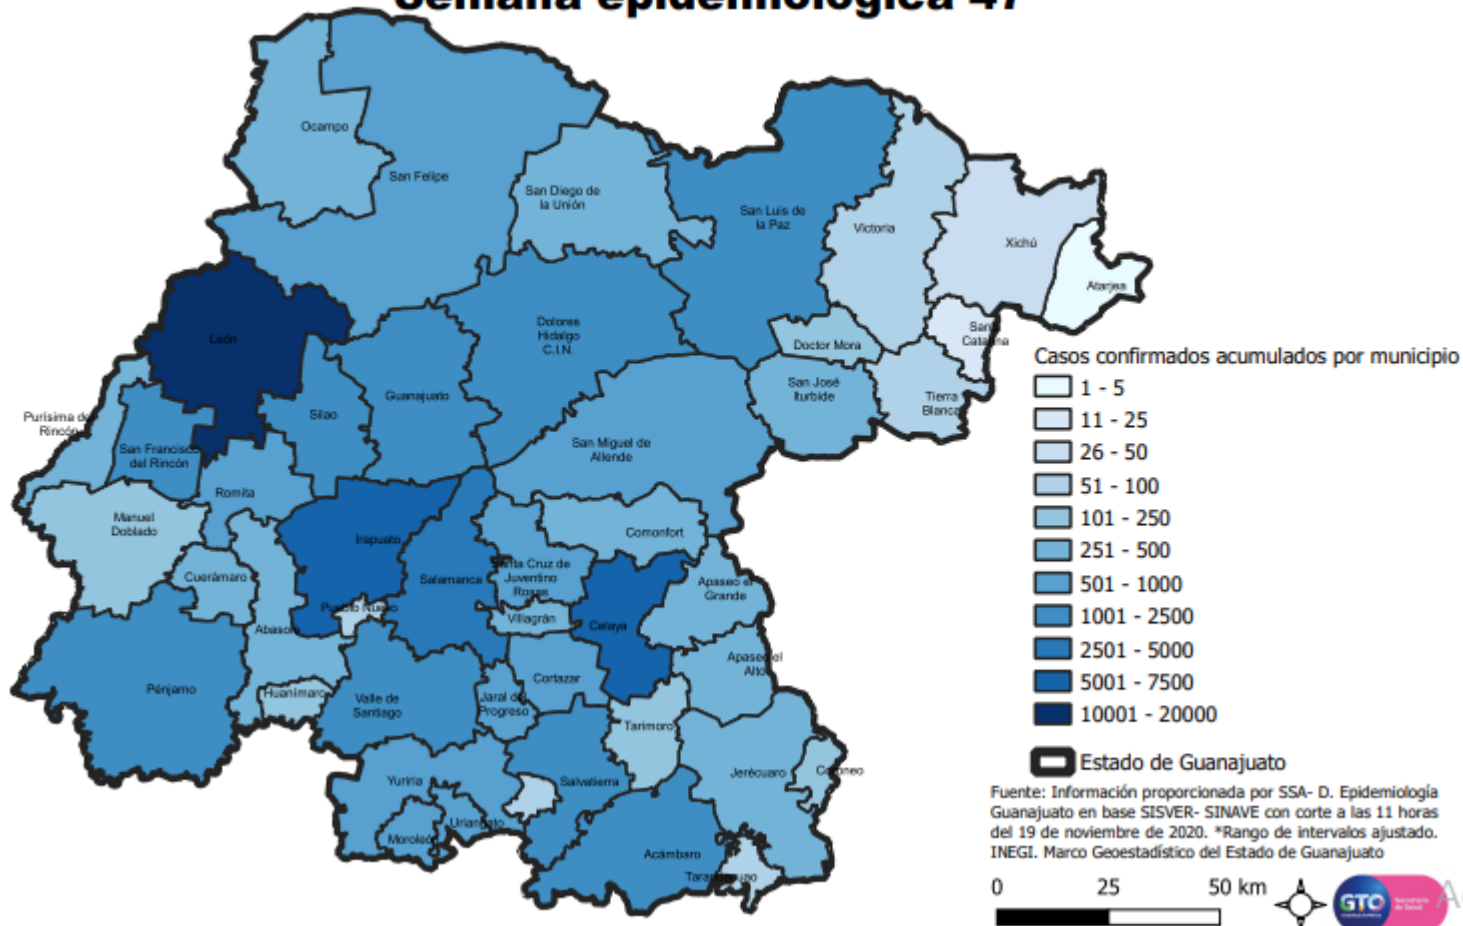 Semana epidemiológica 47
Ocampo
San Felipe
San Diego de
la Unión
San Luis de
la Paz
Victoria
Xichú
Atarjea
León
Dolores
Hidalgo
C.I.N.
Doctor Mora
Santa
Catarina
Guanajuato
San José
Iturbide
Tierra
Blanca
Purísima del
Rincón
Silao
San Francisco
del Rincón
San Miguel de
Allende
Romita
Manuel
Doblado
Irapuato
Comonfort
Cuerámaro
Salamanca
Santa Cruz de
Juventino
Rosas
Apaseo el
Grande
Pueblo Nuevo
Villagrán
Celaya
Abasolo
Apaseo el
Alto
Pénjamo
Huanímaro
Valle de
Santiago
Cortazar
Jaral del
Progreso
Tarimoro
Jerécuaro
Coroneo
Yuriria
Salvatierra
Uriangato
Moroleón
Acámbaro
Tarandacuao
Casos confirmados acumulados por municipio
1 - 5
11 - 25
26 - 50
51 - 100
101 - 250
251 - 500
501 - 1000
1001 - 2500
2501 - 5000
5001 - 7500
10001 - 20000
Estado de Guanajuato
Fuente: Información proporcionada por SSA- D. Epidemiología
Guanajuato en base SISVER- SINAVE con corte a las 11 horas
del 19 de noviembre de 2020. *Rango de intervalos ajustado.
INEGI. Marco Geoestadístico del Estado de Guanajuato
0 25 50 km
GTO